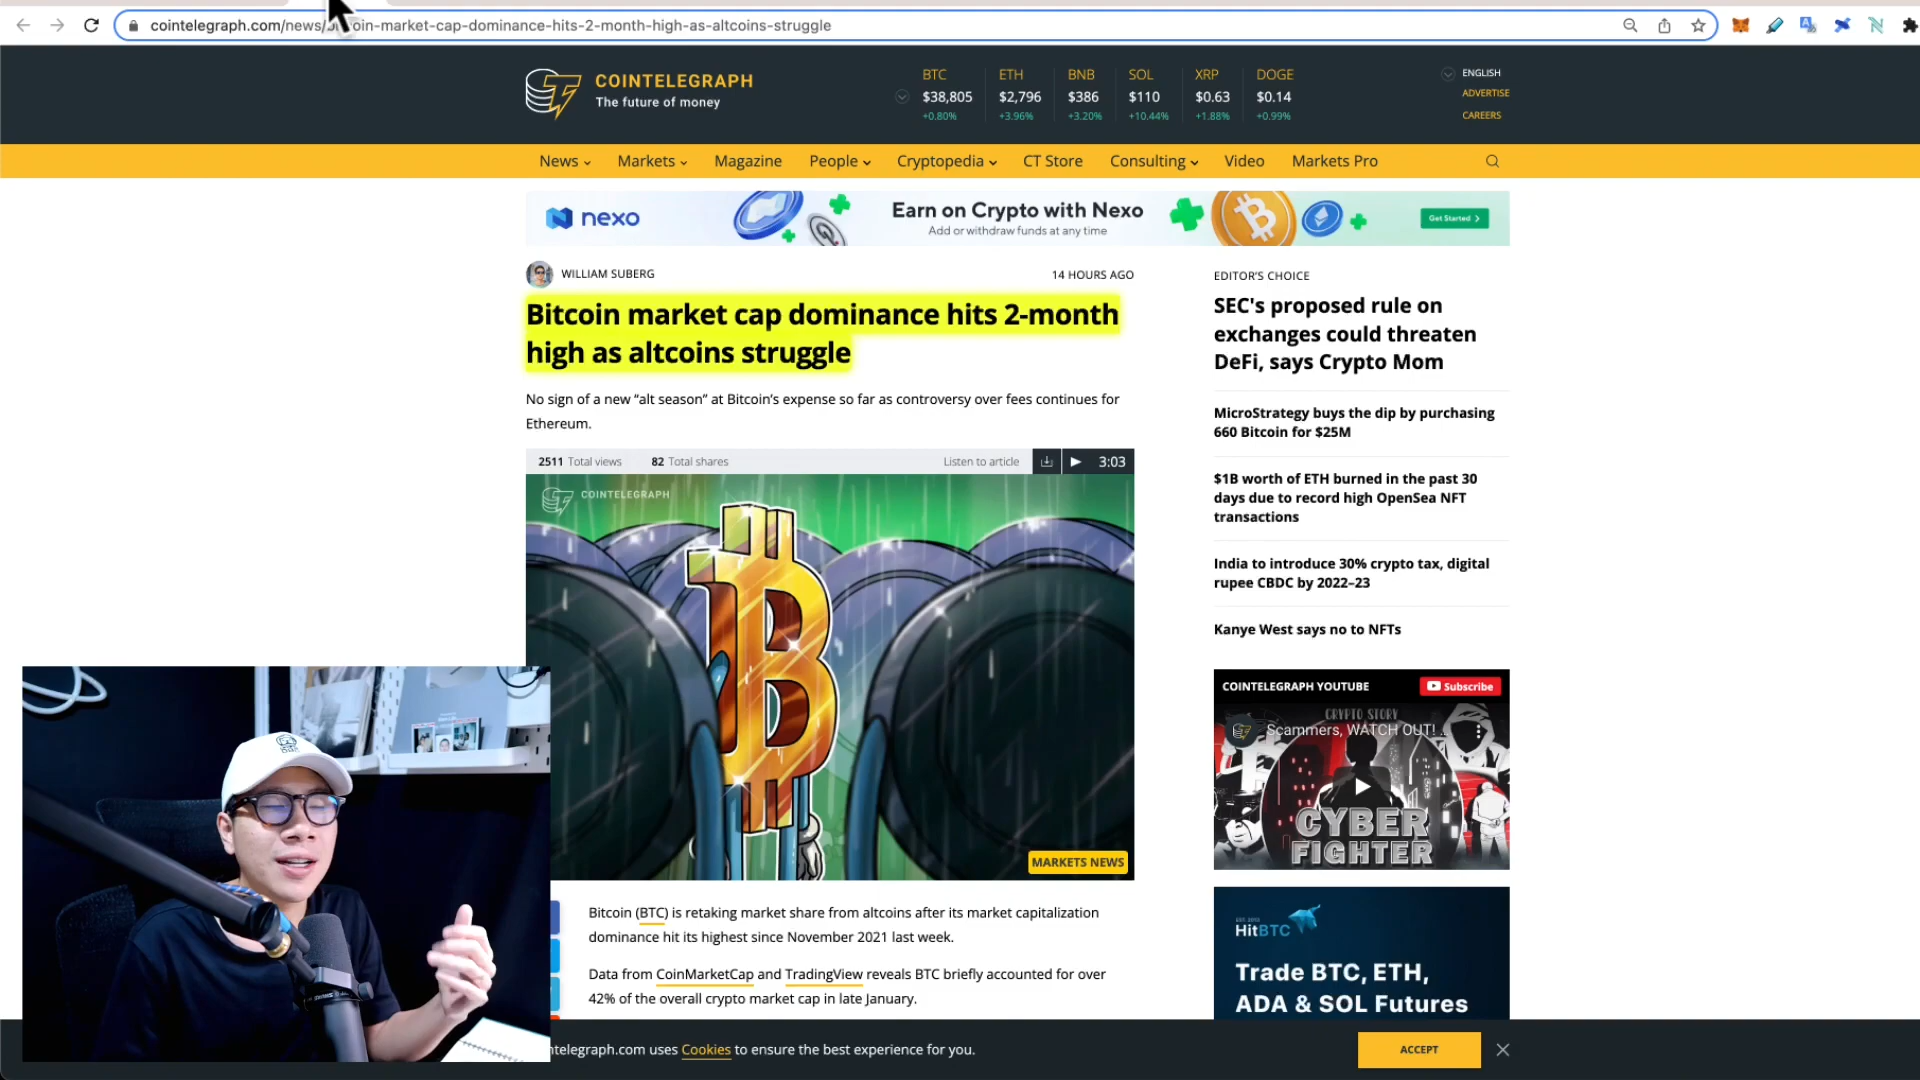 cointelegraph.com/news/bitcoin-market-cap-dominance-hits-2-month-high-as-altcoins-struggle
COINTELEGRAPH
The future of money
BTC ETH BNB SOL XRP DOGE
$38,805 $2,796 $386 $110 $0.63 $0.14
+0.80% +3.96% +3.20% +10.44% +1.88% +0.99%
ENGLISH
ADVERTISE
CAREERS
News Markets Magazine People Cryptopedia CT Store Consulting Video Markets Pro
nexo
Earn on Crypto with Nexo
Add or withdraw funds at any time
Get Started
WILLIAM SUBERG
14 HOURS AGO
Bitcoin market cap dominance hits 2-month
high as altcoins struggle
No sign of a new “alt season” at Bitcoin’s expense so far as controversy over fees continues for
Ethereum.
2511 Total views 82 Total shares Listen to article 3:03
COINTELEGRAPH
MARKETS NEWS
Bitcoin (BTC) is retaking market share from altcoins after its market capitalization
dominance hit its highest since November 2021 last week.
Data from CoinMarketCap and TradingView reveals BTC briefly accounted for over
42% of the overall crypto market cap in late January.
EDITOR’S CHOICE
SEC's proposed rule on
exchanges could threaten
DeFi, says Crypto Mom
MicroStrategy buys the dip by purchasing
660 Bitcoin for $25M
$1B worth of ETH burned in the past 30
days due to record high OpenSea NFT
transactions
India to introduce 30% crypto tax, digital
rupee CBDC by 2022–23
Kanye West says no to NFTs
COINTELEGRAPH YOUTUBE
Subscribe
CRYPTO STORY
Scammers, WATCH OUT! ...
CYBER
FIGHTER
HitBTC
Trade BTC, ETH,
ADA & SOL Futures
ntelegraph.com uses Cookies to ensure the best experience for you.
ACCEPT